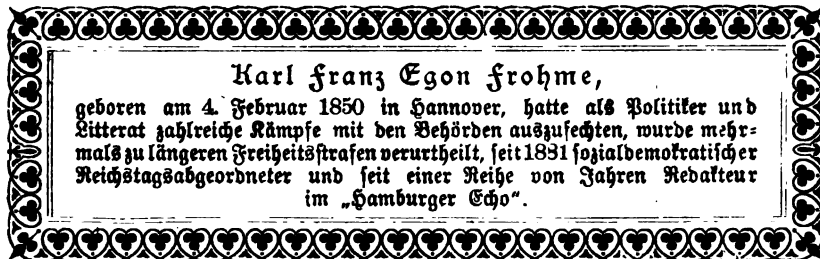 Karl Franz Egon Frohme,
geboren am 4. Februar 1850 in Hannover, hatte als Politiker und
Litterat zahlreiche Kämpfe mit den Behörden auszufechten, wurde mehr=
mals zu längeren Freiheitsstrafen verurtheilt, seit 1881 sozialdemokratischer
Reichstagsabgeordneter und seit einer Reihe von Jahren Redakteur
im „Hamburger Echo“.